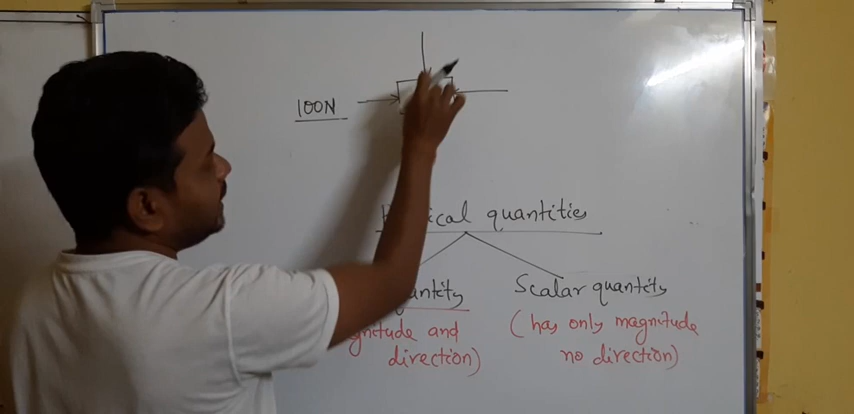 100N
ical quantities
antity
Scalar quantity
gnitude and
direction)
(has only magnitude
no direction)